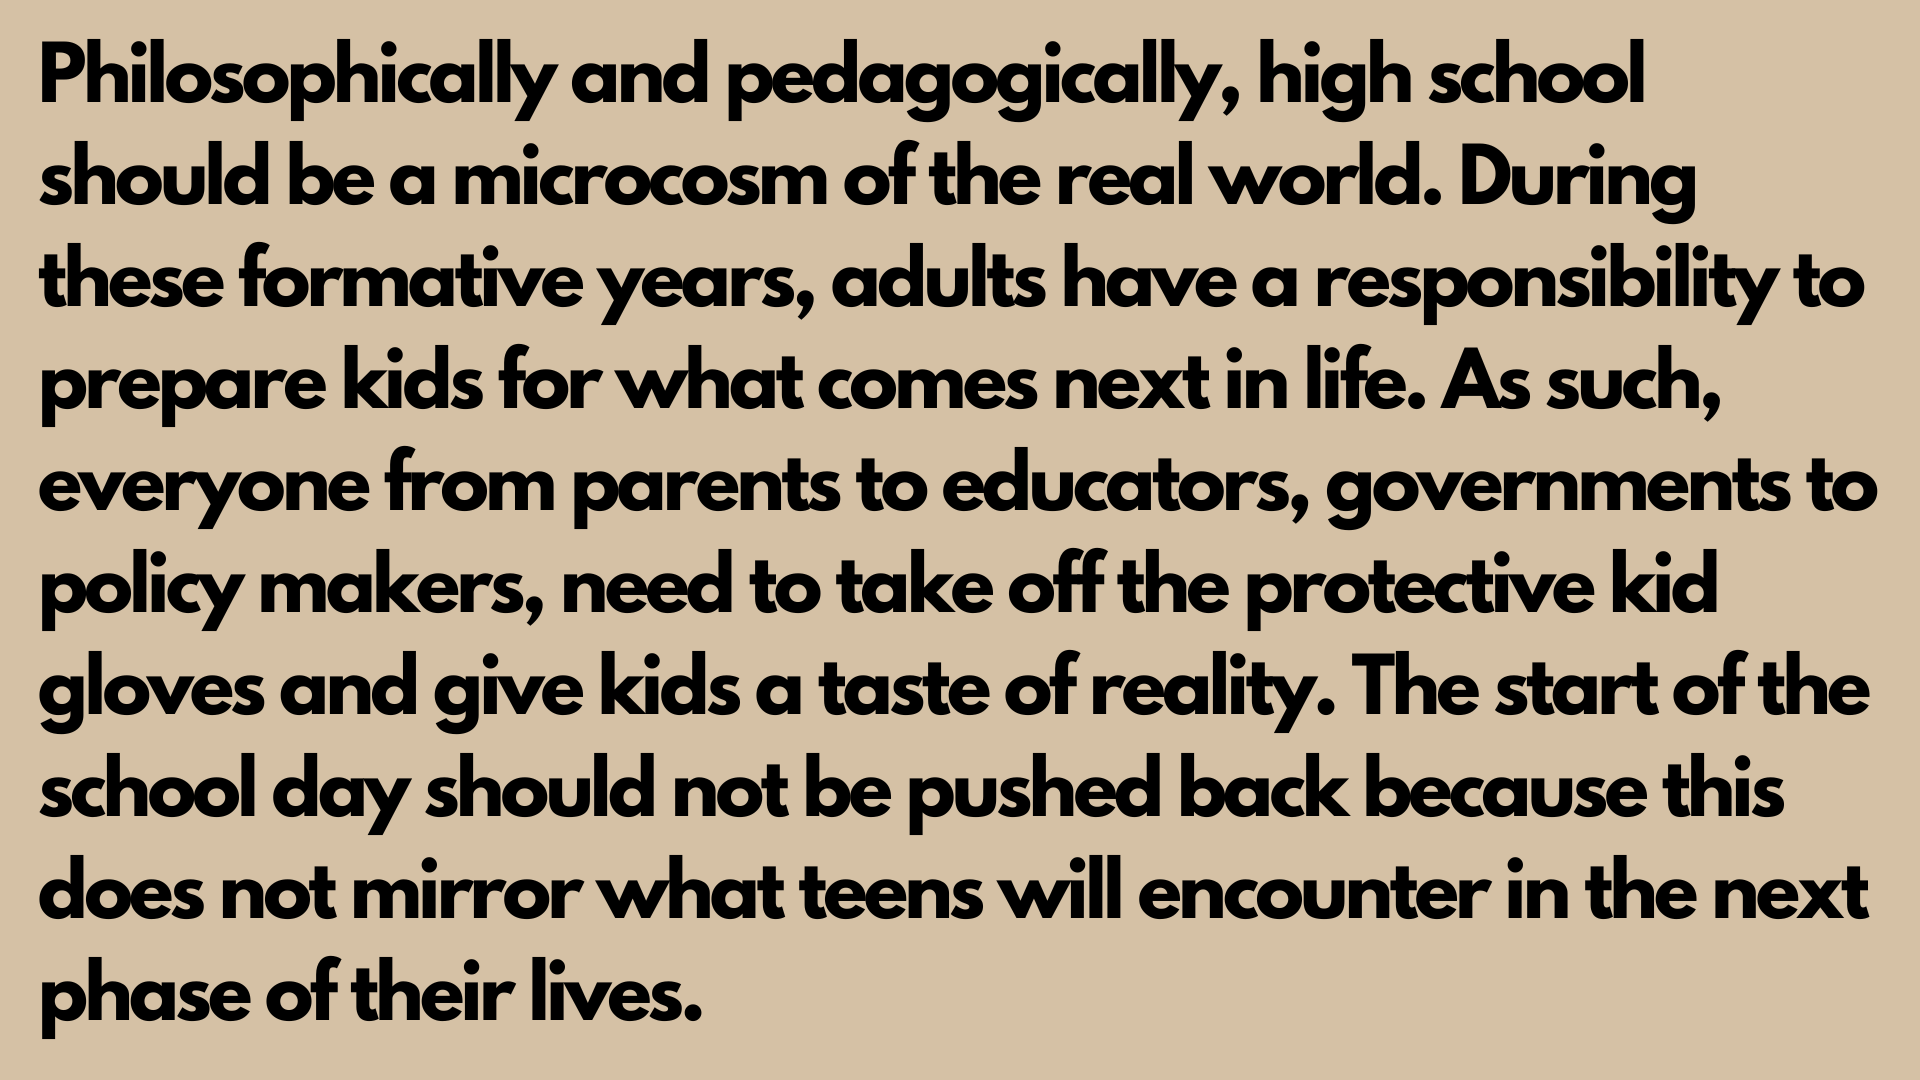 Philosophically and pedagogically, high school
should be a microcosm of the real world. During
these formative years, adults have a responsibility to
prepare kids for what comes next in life. As such,
everyone from parents to educators, governments to
policy makers, need to take off the protective kid
gloves and give kids a taste of reality. The start of the
school day should not be pushed back because this
does not mirror what teens will encounter in the next
phase of their lives.